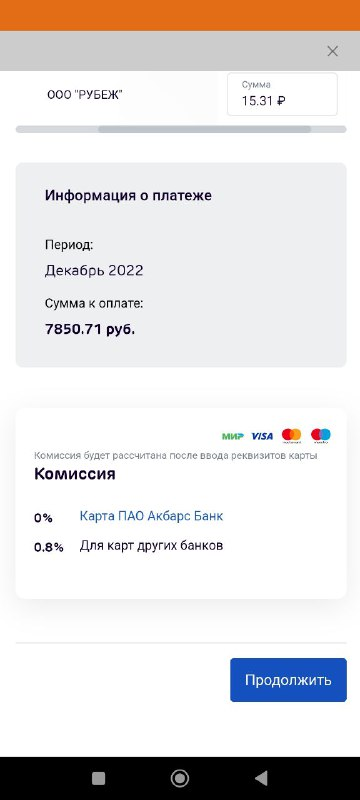 ООО "РУБЕЖ"
Сумма
15.31 ₽
Информация о платеже
Период:
Декабрь 2022
Сумма к оплате:
7850.71 руб.
МИР VISA
Комиссия будет рассчитана после ввода реквизитов карты
Комиссия
0% Карта ПАО Акбарс Банк
0.8% Для карт других банков
Продолжить